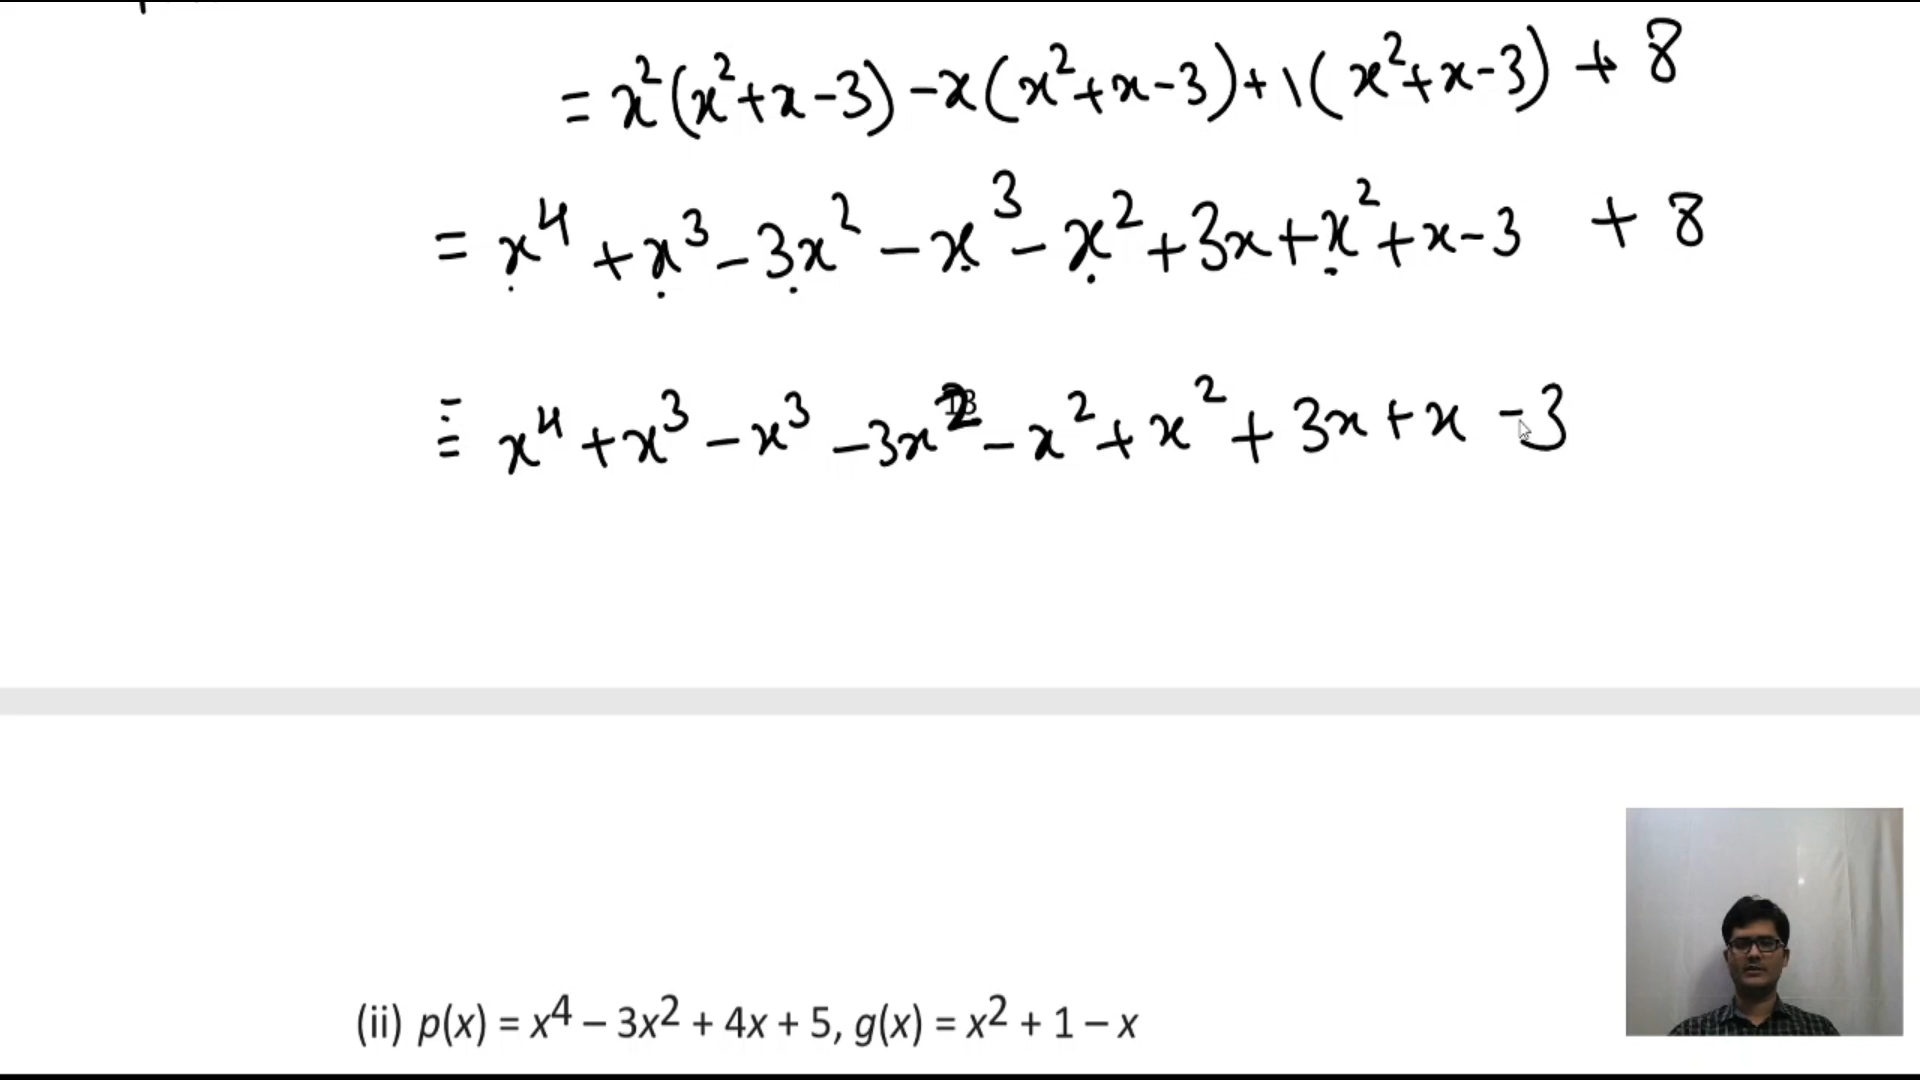 = x²(x²+x-3) -x(x²+x-3)+1(x²+x-3) + 8
= x⁴ + x³ - 3x² - x³ - x² + 3x + x² + x - 3 + 8
= x⁴ + x³ - x³ - 3x² - x² + x² + 3x + x - 3
(ii) p(x) = x⁴ – 3x² + 4x + 5, g(x) = x² + 1 – x